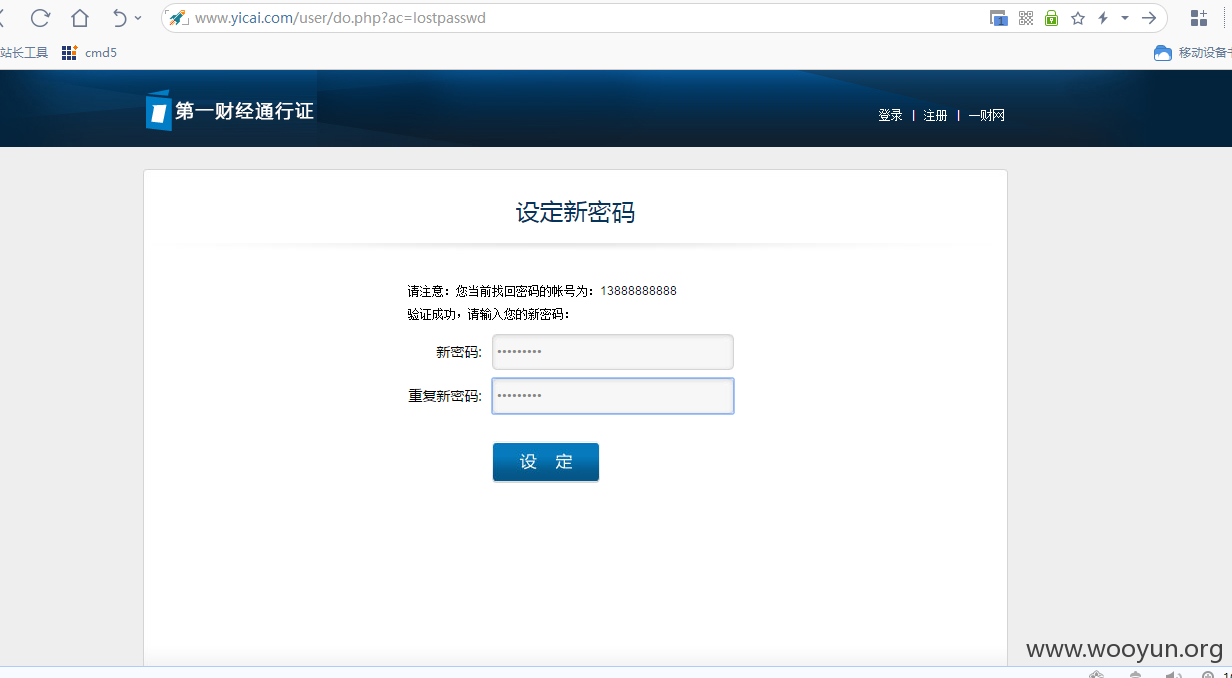 www.yicai.com/user/do.php?ac=lostpasswd
1
站长工具 cmd5 移动设备
第一财经通行证
登录 | 注册 | 一财网
设定新密码
请注意：您当前找回密码的帐号为：13888888888
验证成功，请输入您的新密码：
新密码: •••••••••
重复新密码: •••••••••
设 定
www.wooyun.org